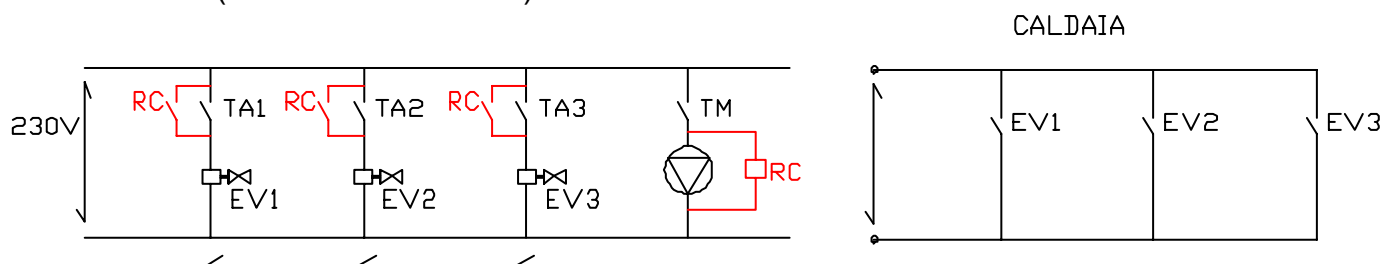 CALDAIA
RC TA1 RC TA2 RC TA3 TM
230V EV1 EV2 EV3
RC
EV1 EV2 EV3